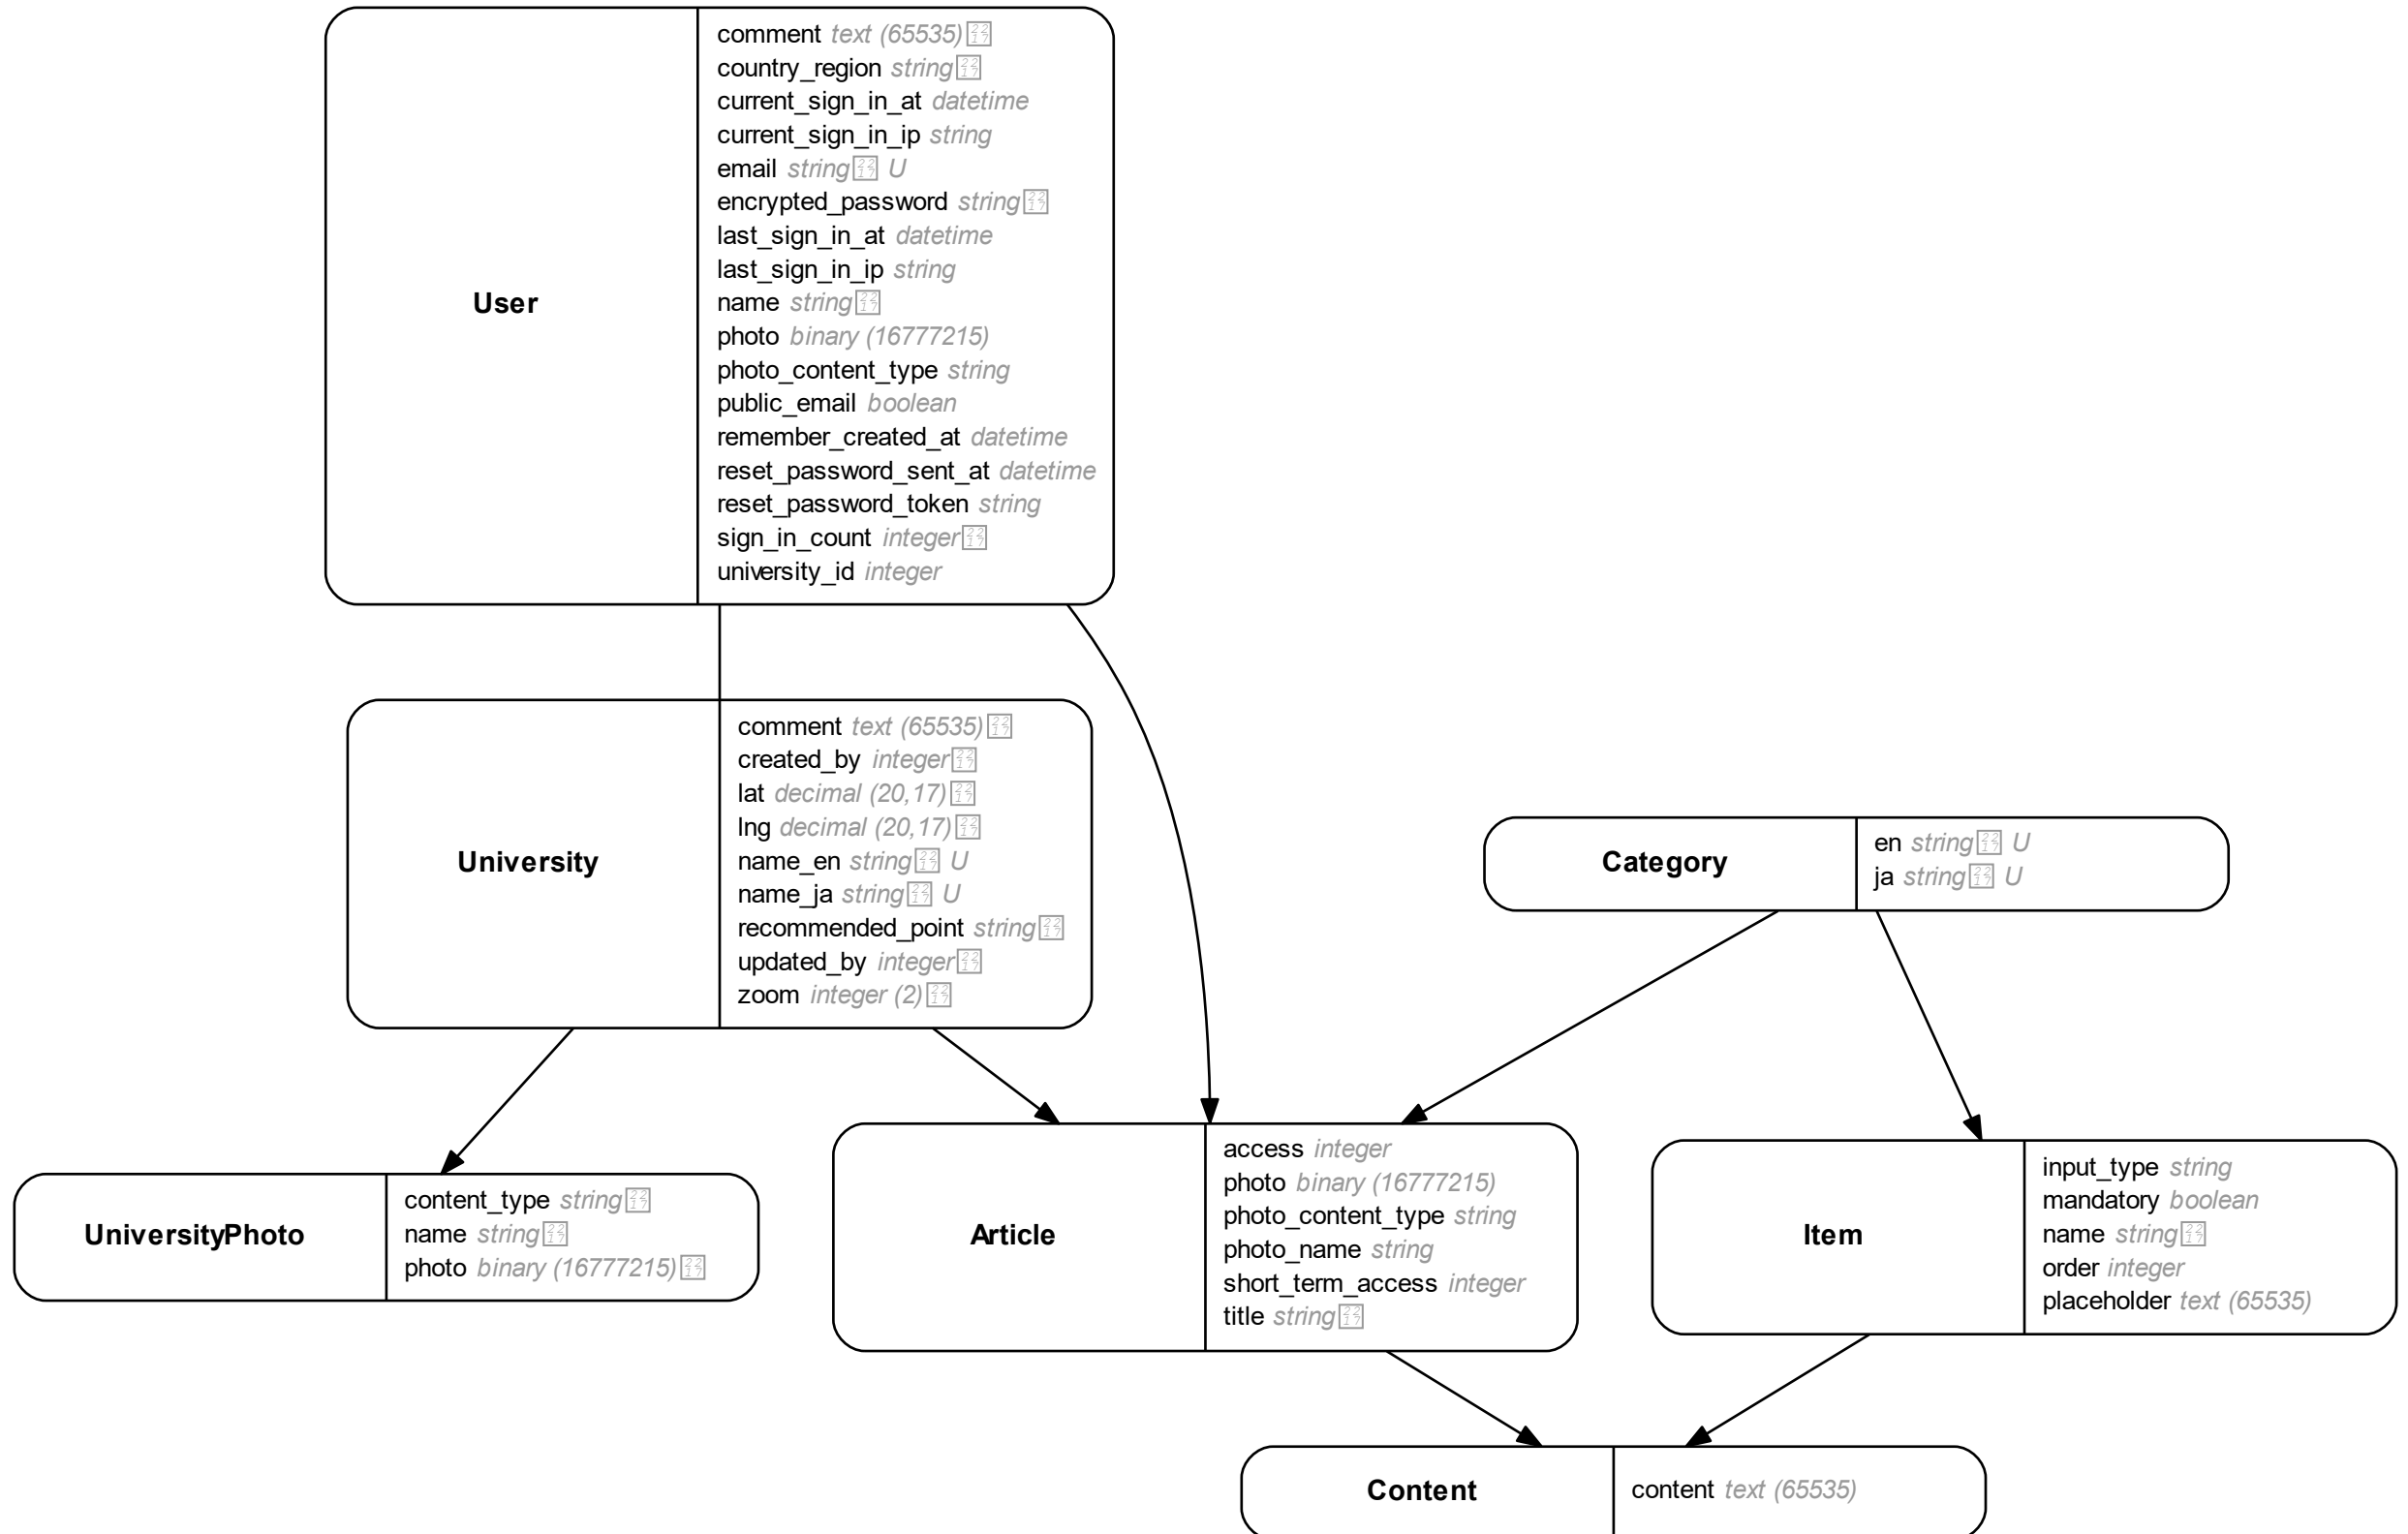 User
comment text (65535)∗
country_region string∗
current_sign_in_at datetime
current_sign_in_ip string
email string∗ U
encrypted_password string∗
last_sign_in_at datetime
last_sign_in_ip string
name string∗
photo binary (16777215)
photo_content_type string
public_email boolean
remember_created_at datetime
reset_password_sent_at datetime
reset_password_token string
sign_in_count integer∗
university_id integer
University
comment text (65535)∗
created_by integer∗
lat decimal (20,17)∗
lng decimal (20,17)∗
name_en string∗ U
name_ja string∗ U
recommended_point string∗
updated_by integer∗
zoom integer (2)∗
Category
en string∗ U
ja string∗ U
UniversityPhoto
content_type string∗
name string∗
photo binary (16777215)∗
Article
access integer
photo binary (16777215)
photo_content_type string
photo_name string
short_term_access integer
title string∗
Item
input_type string
mandatory boolean
name string∗
order integer
placeholder text (65535)
Content
content text (65535)